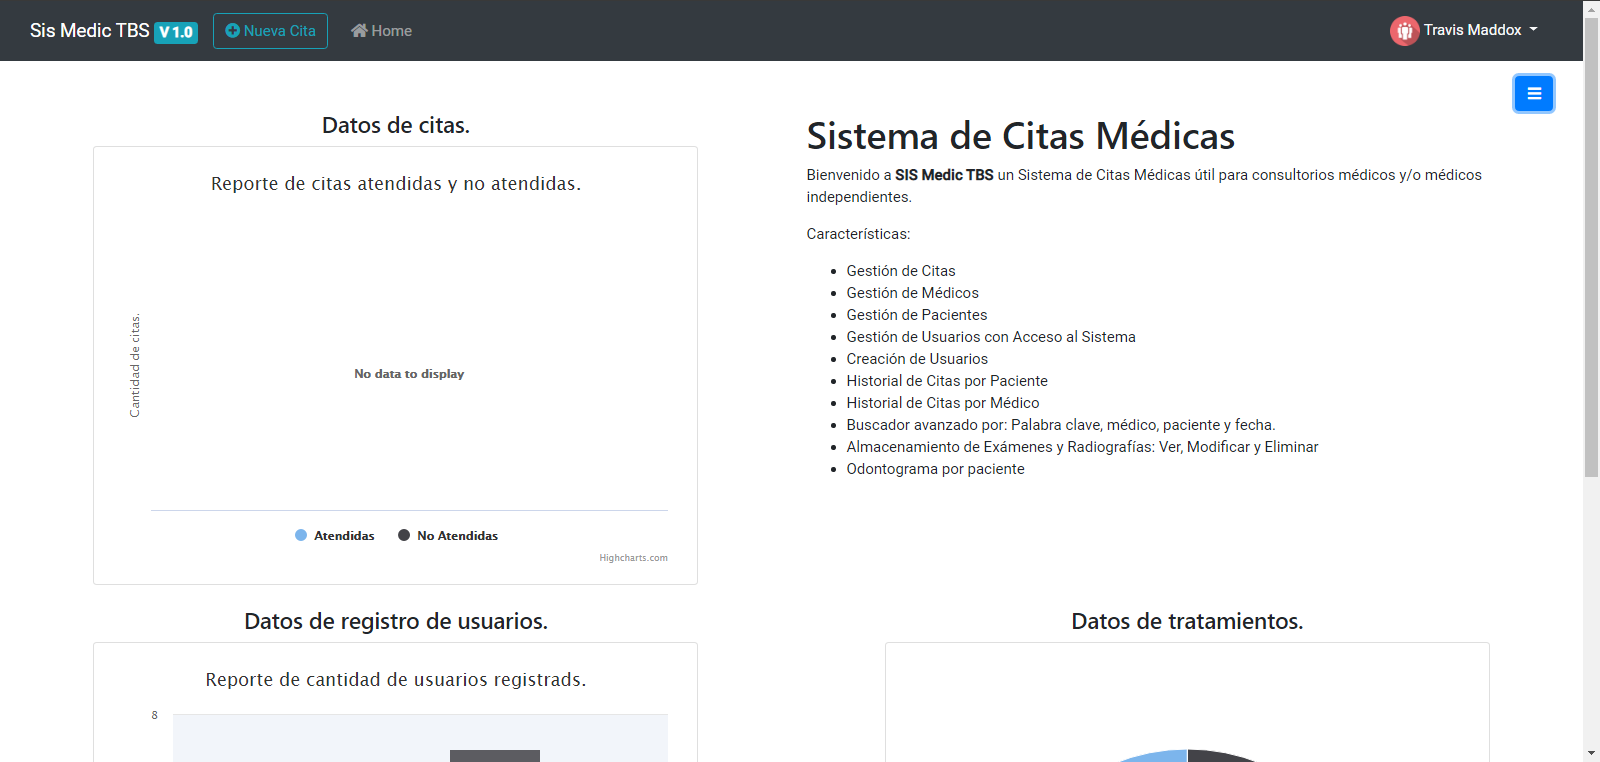 Sis Medic TBS V 1.0 Nueva Cita Home Travis Maddox
Datos de citas.
Reporte de citas atendidas y no atendidas.
Cantidad de citas.
No data to display
Atendidas No Atendidas
Highcharts.com
Sistema de Citas Médicas
Bienvenido a SIS Medic TBS un Sistema de Citas Médicas útil para consultorios médicos y/o médicos
independientes.
Características:
Gestión de Citas
Gestión de Médicos
Gestión de Pacientes
Gestión de Usuarios con Acceso al Sistema
Creación de Usuarios
Historial de Citas por Paciente
Historial de Citas por Médico
Buscador avanzado por: Palabra clave, médico, paciente y fecha.
Almacenamiento de Exámenes y Radiografías: Ver, Modificar y Eliminar
Odontograma por paciente
Datos de registro de usuarios.
Reporte de cantidad de usuarios registrads.
8
Datos de tratamientos.